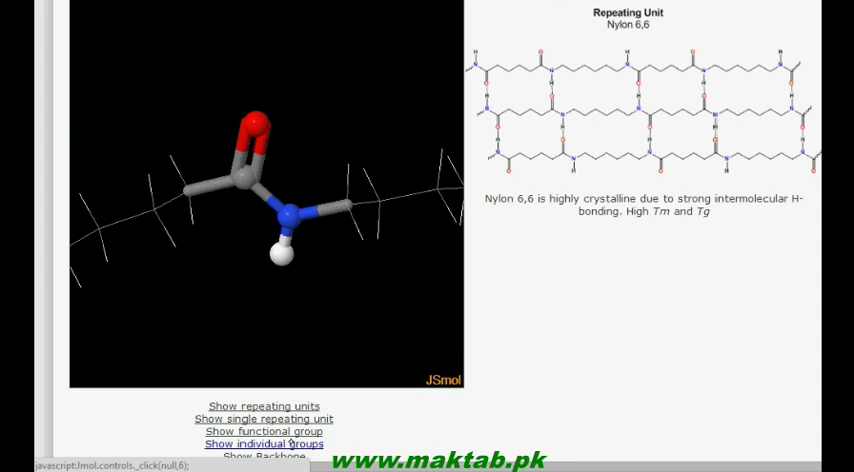 Repeating Unit
Nylon 6,6
Nylon 6,6 is highly crystalline due to strong intermolecular H-
bonding. High Tm and Tg
JSmol
Show repeating units
Show single repeating unit
Show functional group
Show individual groups
Show Backbone
javascript:Jmol.controls._click(null,6);
www.maktab.pk